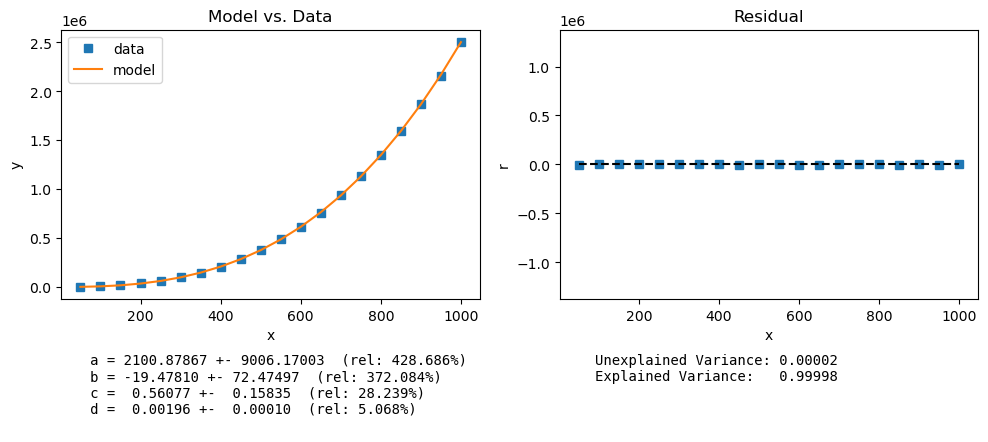 Model vs. Data
1e6
data
model
2.5
2.0
1.5
1.0
0.5
0.0
y
200
400
600
800
1000
x
a = 2100.87867 +- 9006.17003  (rel: 428.686%)
b = -19.47810 +- 72.47497  (rel: 372.084%)
c =  0.56077 +-  0.15835  (rel: 28.239%)
d =  0.00196 +-  0.00010  (rel: 5.068%)
Residual
1e6
1.0
0.5
0.0
−0.5
−1.0
r
200
400
600
800
1000
x
Unexplained Variance: 0.00002
Explained Variance:   0.99998